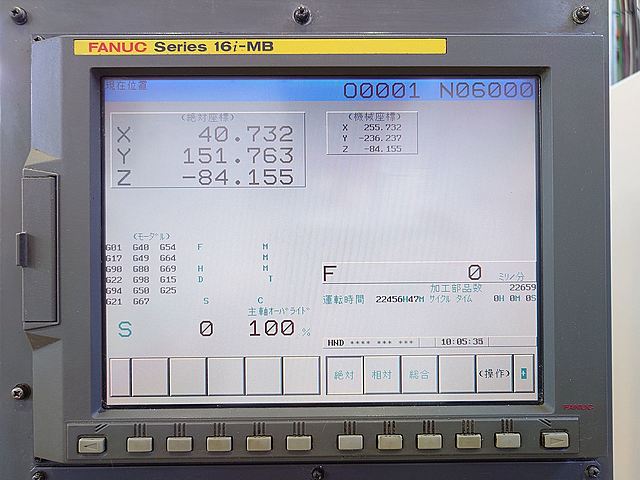 FANUC Series 16i-MB
現在位置 O0001 N06000
(絶対座標) (機械座標)
X 40.732 X 255.732
Y 151.763 Y -236.237
Z -84.155 Z -84.155
(モーダル)
G01 G40 G54 F M
G17 G49 G64 M
G90 G80 G69 H M
G22 G98 G15 D T
G94 G50 G25
G21 G67 S C
F 0 ミリ/分
加工部品数 22659
運転時間 22456H47M サイクル タイム 0H 0M 0S
主軸オーバライド
S 0 100 %
HND **** *** *** 10:05:35
絶対 相対 総合 (操作)
FANUC